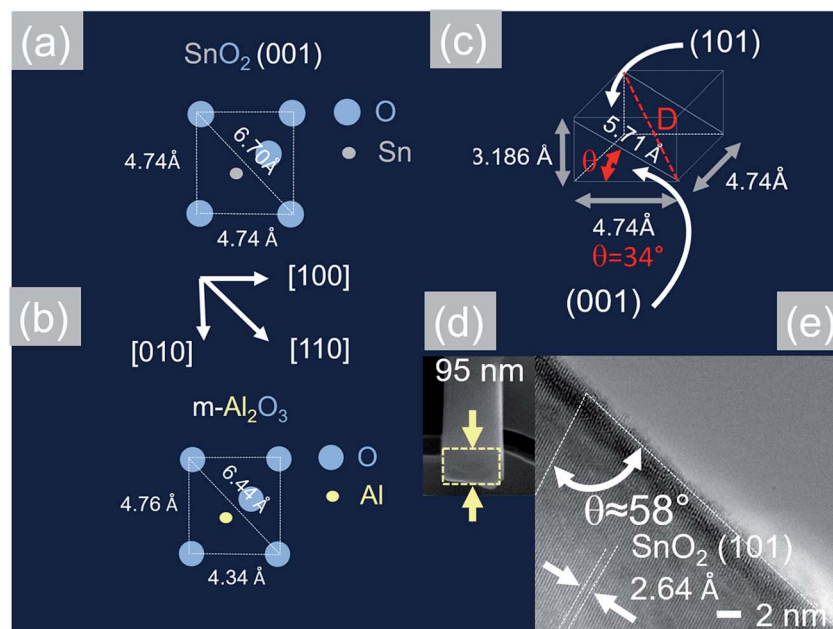 (a)
SnO₂ (001)
O
Sn
6.70Å
4.74Å
4.74 Å
[100]
[010]
[110]
(b)
m-Al₂O₃
O
Al
6.44 Å
4.76 Å
4.34 Å
(c)
(101)
D
5.71 Å
3.186 Å
θ
4.74Å
4.74Å
θ=34°
(001)
(d)
95 nm
(e)
θ≈58°
SnO₂ (101)
2.64 Å
2 nm